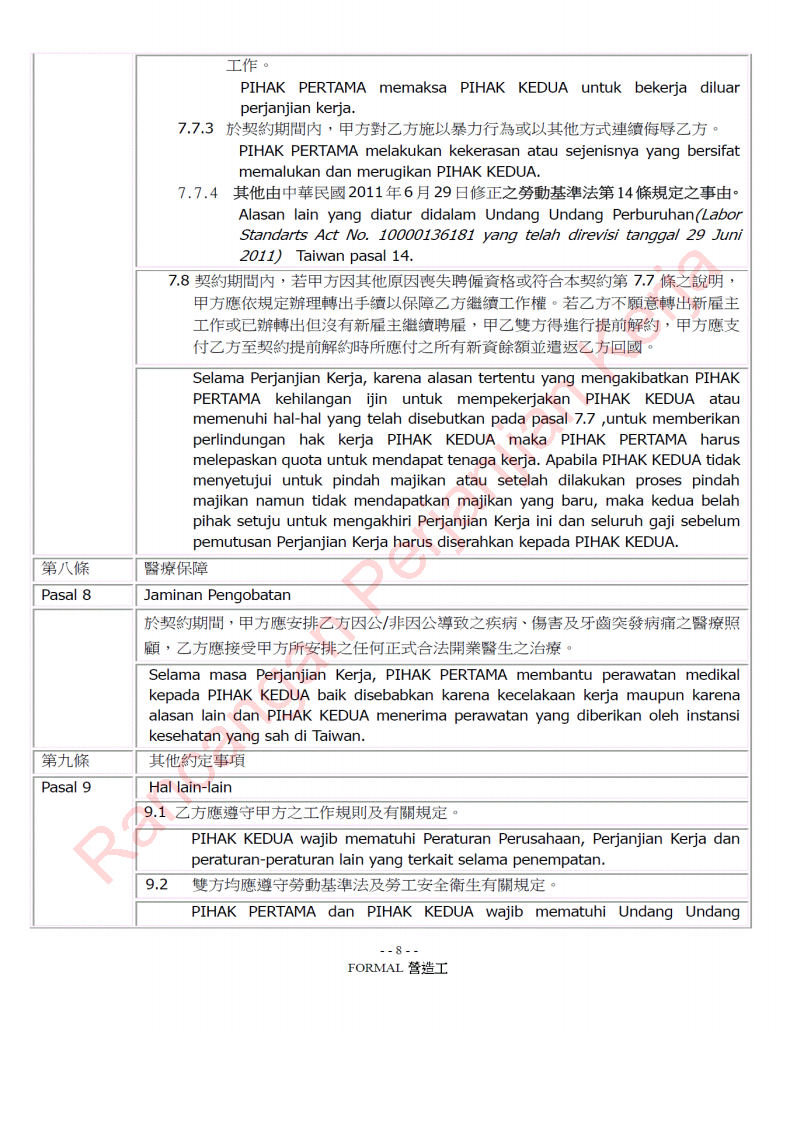 工作。
PIHAK PERTAMA memaksa PIHAK KEDUA untuk bekerja diluar
perjanjian kerja.
7.7.3 於契約期間內，甲方對乙方施以暴力行為或以其他方式連續侮辱乙方。
PIHAK PERTAMA melakukan kekerasan atau sejenisnya yang bersifat
memalukan dan merugikan PIHAK KEDUA.
7.7.4 其他由中華民國 2011 年 6 月 29 日修正之勞動基準法第 14 條規定之事由。
Alasan lain yang diatur didalam Undang Undang Perburuhan(Labor
Standarts Act No. 10000136181 yang telah direvisi tanggal 29 Juni
2011) Taiwan pasal 14.
7.8 契約期間內，若甲方因其他原因喪失聘僱資格或符合本契約第 7.7 條之說明，
甲方應依規定辦理轉出手續以保障乙方繼續工作權。若乙方不願意轉出新雇主
工作或已辦轉出但沒有新雇主繼續聘雇，甲乙雙方得進行提前解約，甲方應支
付乙方至契約提前解約時所應付之所有新資餘額並遣返乙方回國。
Selama Perjanjian Kerja, karena alasan tertentu yang mengakibatkan PIHAK
PERTAMA kehilangan ijin untuk mempekerjakan PIHAK KEDUA atau
memenuhi hal-hal yang telah disebutkan pada pasal 7.7 ,untuk memberikan
perlindungan hak kerja PIHAK KEDUA maka PIHAK PERTAMA harus
melepaskan quota untuk mendapat tenaga kerja. Apabila PIHAK KEDUA tidak
menyetujui untuk pindah majikan atau setelah dilakukan proses pindah
majikan namun tidak mendapatkan majikan yang baru, maka kedua belah
pihak setuju untuk mengakhiri Perjanjian Kerja ini dan seluruh gaji sebelum
pemutusan Perjanjian Kerja harus diserahkan kepada PIHAK KEDUA.
第八條 醫療保障
Pasal 8 Jaminan Pengobatan
於契約期間，甲方應安排乙方因公/非因公導致之疾病、傷害及牙齒突發病痛之醫療照
顧，乙方應接受甲方所安排之任何正式合法開業醫生之治療。
Selama masa Perjanjian Kerja, PIHAK PERTAMA membantu perawatan medikal
kepada PIHAK KEDUA baik disebabkan karena kecelakaan kerja maupun karena
alasan lain dan PIHAK KEDUA menerima perawatan yang diberikan oleh instansi
kesehatan yang sah di Taiwan.
第九條 其他約定事項
Pasal 9 Hal lain-lain
9.1 乙方應遵守甲方之工作規則及有關規定。
PIHAK KEDUA wajib mematuhi Peraturan Perusahaan, Perjanjian Kerja dan
peraturan-peraturan lain yang terkait selama penempatan.
9.2 雙方均應遵守勞動基準法及勞工安全衛生有關規定。
PIHAK PERTAMA dan PIHAK KEDUA wajib mematuhi Undang Undang
- - 8 - -
FORMAL 營造工
Rancangan Perjanjian Kerja